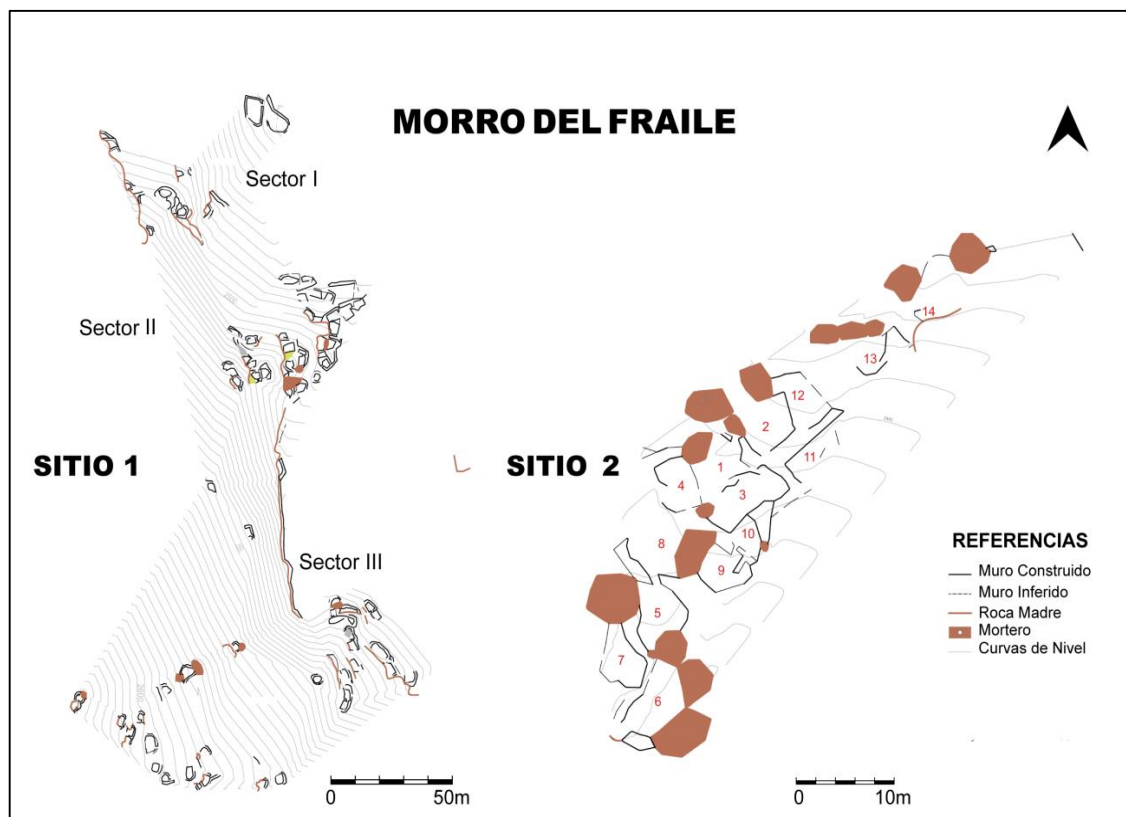 MORRO DEL FRAILE
Sector I
Sector II
SITIO 1
Sector III
0 50m
SITIO 2
14
13
12
2
11
1
4
3
10
8
9
5
7
6
REFERENCIAS
Muro Construido
Muro Inferido
Roca Madre
Mortero
Curvas de Nivel
0 10m